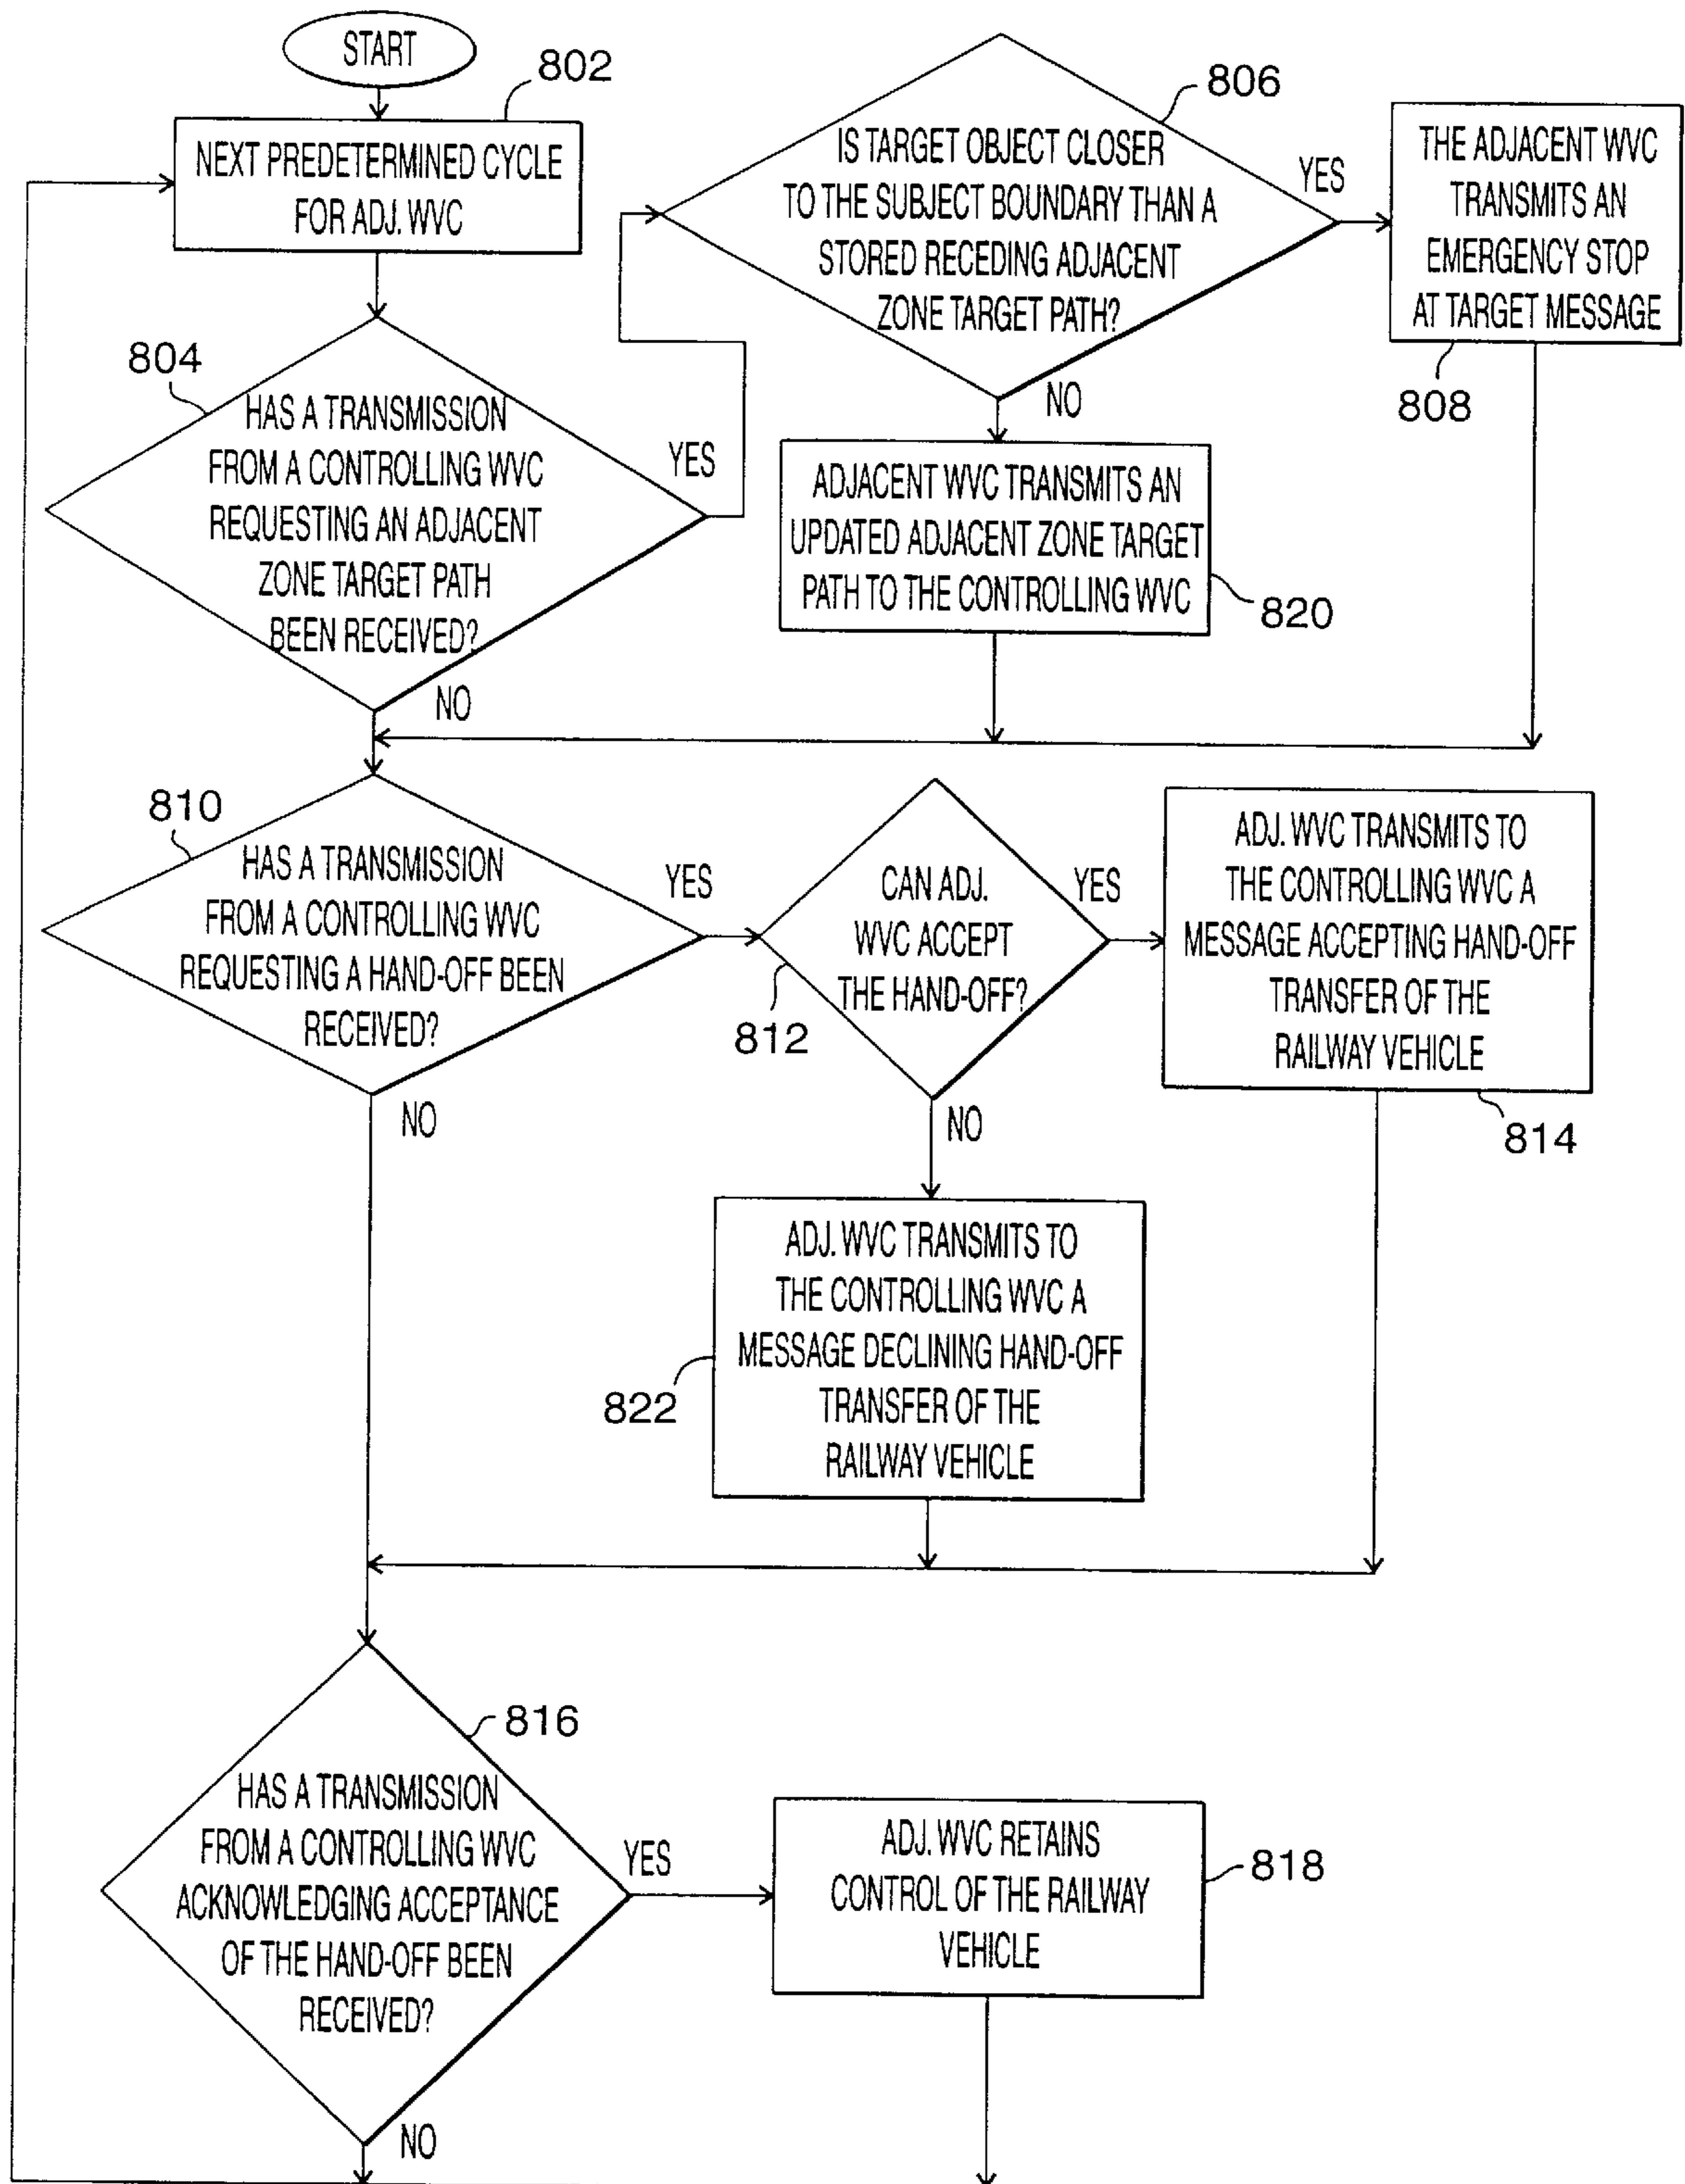 START
802
NEXT PREDETERMINED CYCLE
FOR ADJ. WVC
804
HAS A TRANSMISSION
FROM A CONTROLLING WVC
REQUESTING AN ADJACENT
ZONE TARGET PATH
BEEN RECEIVED?
YES
NO
806
IS TARGET OBJECT CLOSER
TO THE SUBJECT BOUNDARY THAN A
STORED RECEDING ADJACENT
ZONE TARGET PATH?
YES
NO
THE ADJACENT WVC
TRANSMITS AN
EMERGENCY STOP
AT TARGET MESSAGE
808
ADJACENT WVC TRANSMITS AN
UPDATED ADJACENT ZONE TARGET
PATH TO THE CONTROLLING WVC
820
810
HAS A TRANSMISSION
FROM A CONTROLLING WVC
REQUESTING A HAND-OFF BEEN
RECEIVED?
YES
NO
CAN ADJ.
WVC ACCEPT
THE HAND-OFF?
812
YES
NO
ADJ. WVC TRANSMITS TO
THE CONTROLLING WVC A
MESSAGE ACCEPTING HAND-OFF
TRANSFER OF THE
RAILWAY VEHICLE
814
ADJ. WVC TRANSMITS TO
THE CONTROLLING WVC A
MESSAGE DECLINING HAND-OFF
TRANSFER OF THE
RAILWAY VEHICLE
822
816
HAS A TRANSMISSION
FROM A CONTROLLING WVC
ACKNOWLEDGING ACCEPTANCE
OF THE HAND-OFF BEEN
RECEIVED?
YES
NO
ADJ. WVC RETAINS
CONTROL OF THE RAILWAY
VEHICLE
818